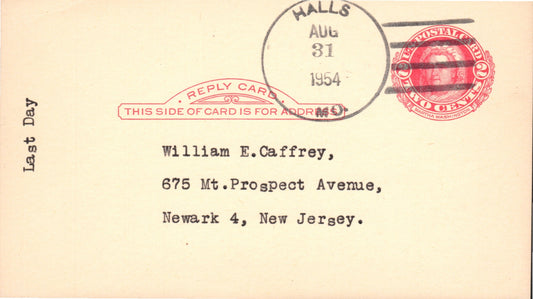 HALLS
AUG
31
1954
MO.
U.S. POSTAL CARD
TWO CENTS
MARTHA WASHINGTON
REPLY CARD
THIS SIDE OF CARD IS FOR ADDRESS
Last Day
William E.Caffrey,
675 Mt.Prospect Avenue,
Newark 4, New Jersey.